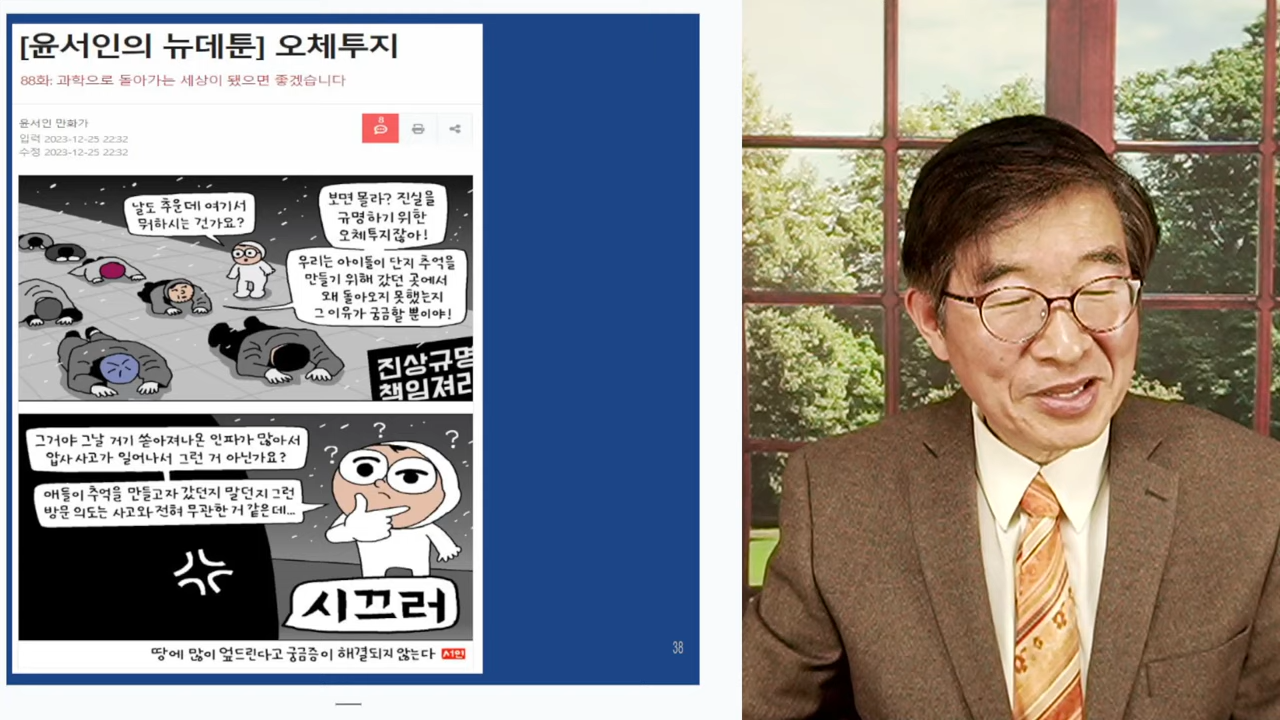 [윤서인의 뉴데툰] 오체투지
88화: 과학으로 돌아가는 세상이 됐으면 좋겠습니다
윤서인 만화가
입력 2023-12-25 22:32
수정 2023-12-25 22:32
8
날도 추운데 여기서
뭐하시는 건가요?
보면 몰라? 진실을
규명하기 위한
오체투지잖아!
우리는 아이들이 단지 추억을
만들기 위해 갔던 곳에서
왜 돌아오지 못했는지
그 이유가 궁금할 뿐이야!
진상규명
책임져라
그거야 그날 거기 쏟아져나온 인파가 많아서
압사 사고가 일어나서 그런 거 아닌가요?
애들이 추억을 만들고자 갔던지 말던지 그런
방문 의도는 사고와 전혀 무관한 거 같은데...
? ? ?
시끄러
땅에 많이 엎드린다고 궁금증이 해결되지 않는다 서인
38